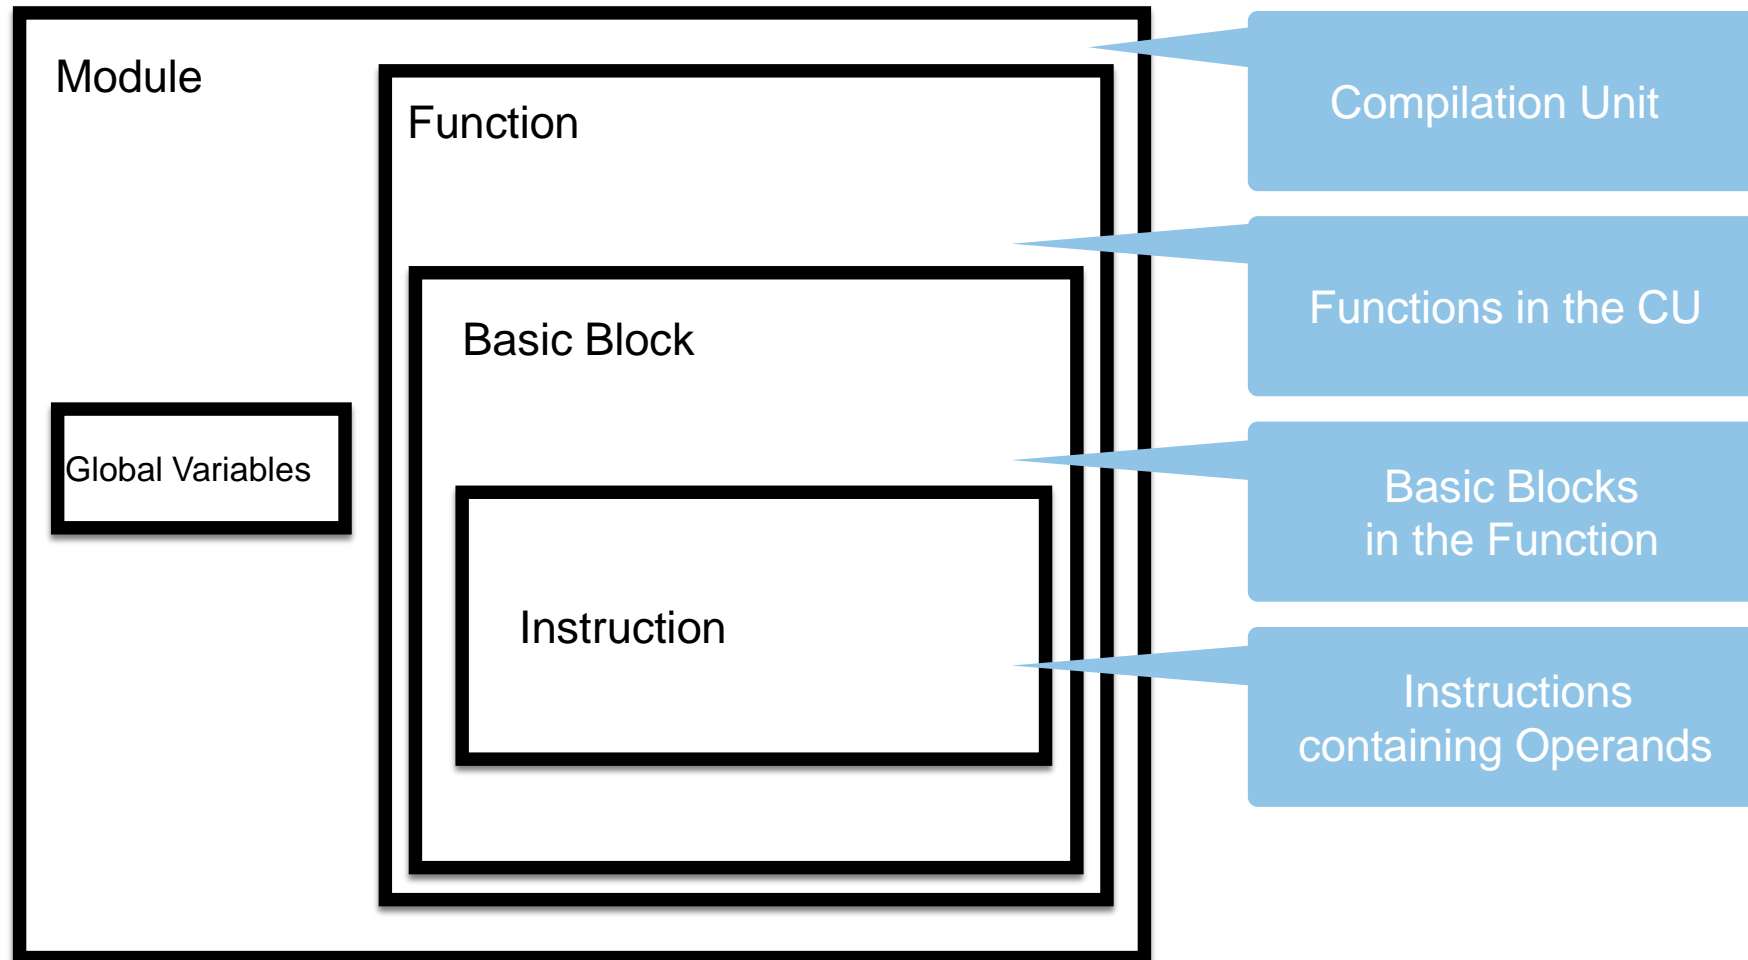 Module
Function
Basic Block
Global Variables
Instruction
Compilation Unit
Functions in the CU
Basic Blocks
in the Function
Instructions
containing Operands